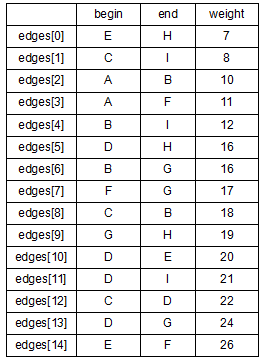 begin end weight
edges[0] E H 7
edges[1] C I 8
edges[2] A B 10
edges[3] A F 11
edges[4] B I 12
edges[5] D H 16
edges[6] B G 16
edges[7] F G 17
edges[8] C B 18
edges[9] G H 19
edges[10] D E 20
edges[11] D I 21
edges[12] C D 22
edges[13] D G 24
edges[14] E F 26